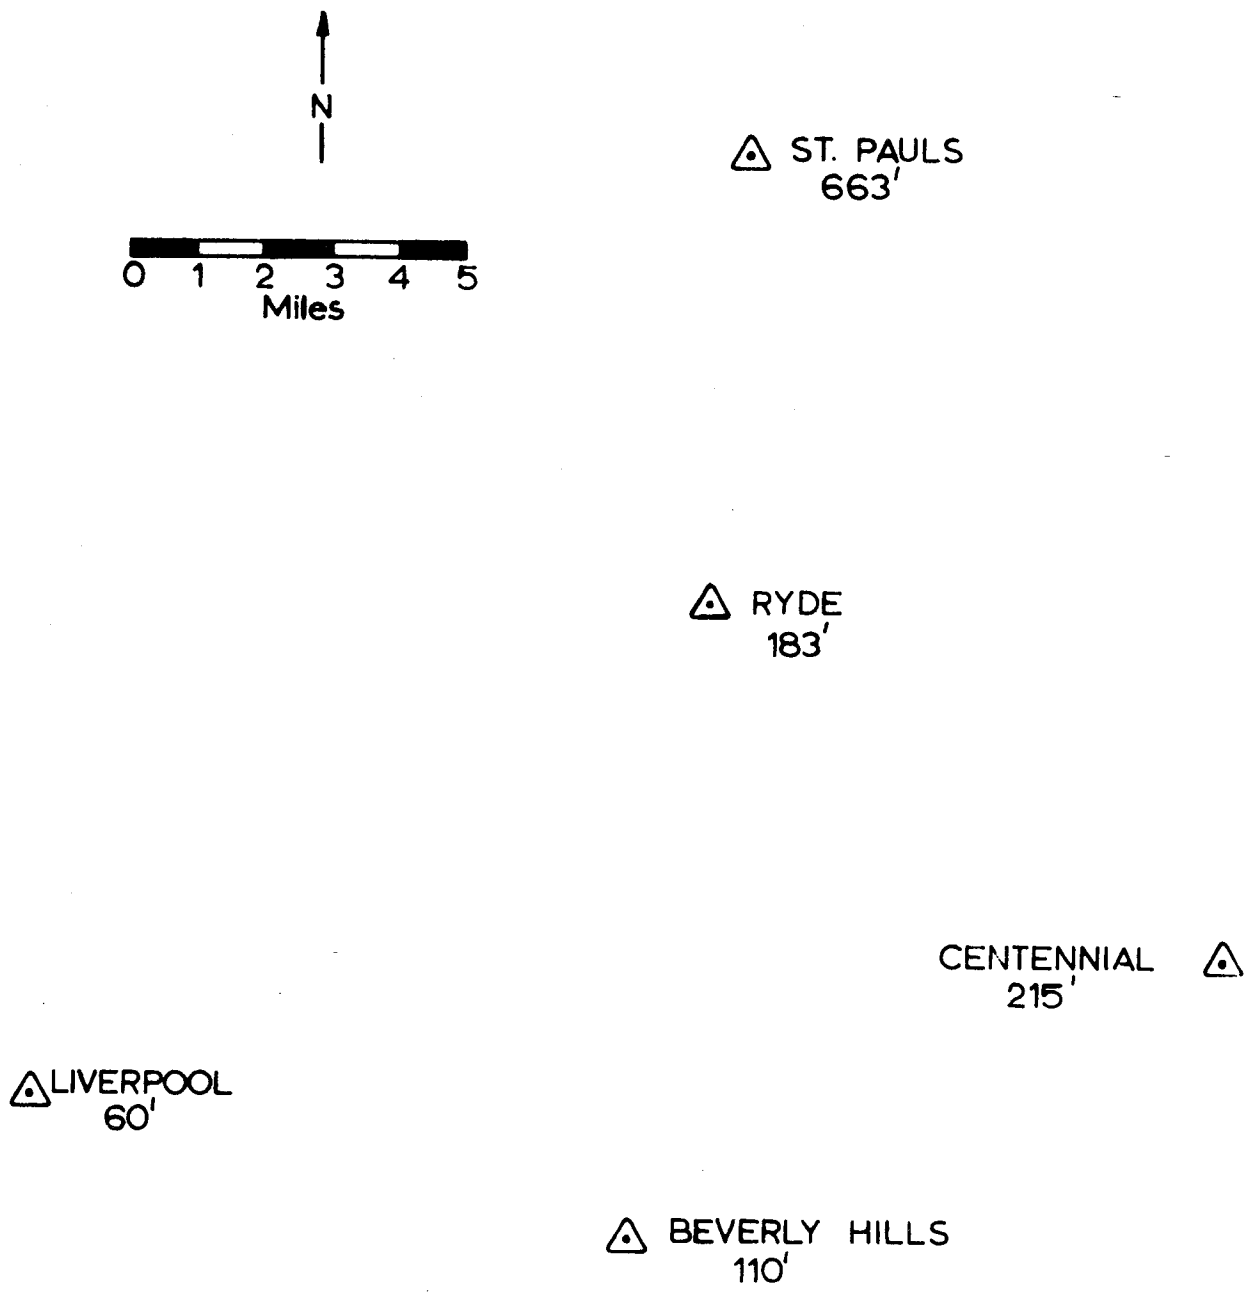 N
ST. PAULS
663'
0 1 2 3 4 5
Miles
RYDE
183'
CENTENNIAL
215'
LIVERPOOL
60'
BEVERLY HILLS
110'